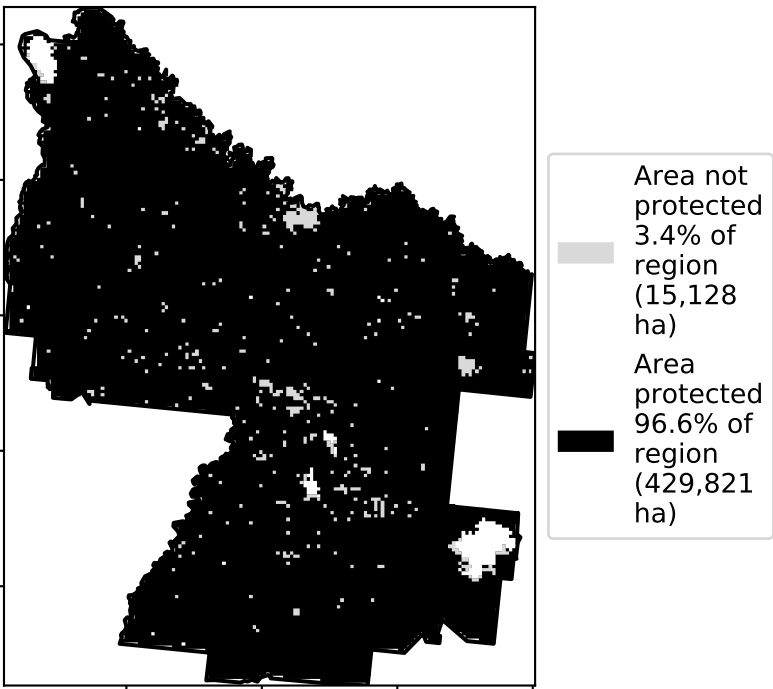 Area not
protected
3.4% of
region
(15,128
ha)
Area
protected
96.6% of
region
(429,821
ha)